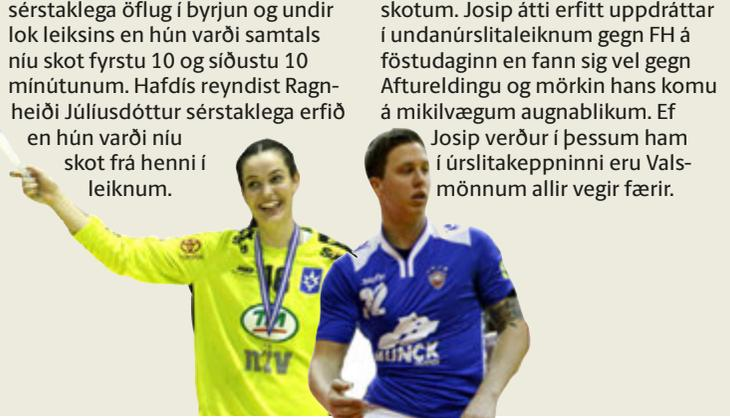 sérstaklega öflug í byrjun og undir
lok leiksins en hún varði samtals
níu skot fyrstu 10 og síðustu 10
mínútunum. Hafdís reyndist Ragn-
heiði Júlíusdóttur sérstaklega erfið
en hún varði níu
skot frá henni í
leiknum.
skotum. Josip átti erfitt uppdráttar
í undanúrslitaleiknum gegn FH á
föstudaginn en fann sig vel gegn
Aftureldingu og mörkin hans komu
á mikilvægum augnablikum. Ef
Josip verður í þessum ham
í úrslitakeppninni eru Vals-
mönnum allir vegir færir.
TM
MUNCK